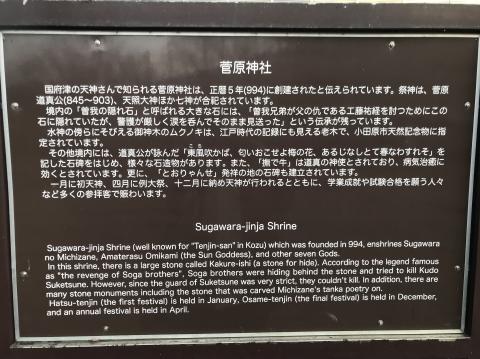 菅原神社
国府津の天神さんで知られる菅原神社は、正暦５年(994)に創建されたと伝えられています。祭神は、菅原
道真公(845〜903)、天照大神ほか七神が合祀されています。
境内の「曽我の隠れ石」と呼ばれる大きな石には、「曽我兄弟が父の仇である工藤祐経を討つためにこの
石に隠れていたが、警護が厳しく涙を呑んでそのまま見送った」という伝承が残っています。
水神の傍らにそびえる御神木のムクノキは、江戸時代の記録にも見える老木で、小田原市天然記念物に指
定されています。
その他境内には、道真公が詠んだ「東風吹かば、匂いおこせよ梅の花、あるじなしとて春なわすれそ」を
こち
記した石碑をはじめ、様々な石造物があります。また、「撫で牛」は道真の神使とされており、病気治癒に
効くとされています。更に、「とおりゃんせ」発祥の地の石碑も建立されています。
一月に初天神、四月に例大祭、十二月に納め天神が行われるとともに、学業成就や試験合格を願う人々
など多くの参拝客で賑わいます。
Sugawara-jinja Shrine
Sugawara-jinja Shrine (well known for "Tenjin-san" in Kozu) which was founded in 994, enshrines Sugawara
no Michizane, Amaterasu Omikami (the Sun Goddess), and other seven Gods.
In this shrine, there is a large stone called Kakure-ishi (a stone for hide). According to the legend famous
as "the revenge of Soga brothers", Soga brothers were hiding behind the stone and tried to kill Kudo
Suketsune. However, since the guard of Suketsune was very strict, they couldn't kill. In addition, there are
many stone monuments including the stone that was carved Michizane's tanka poetry on.
Hatsu-tenjin (the first festival) is held in January, Osame-tenjin (the final festival) is held in December,
and an annual festival is held in April.